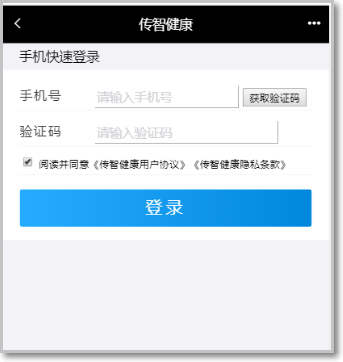 传智健康
手机快速登录
手机号 请输入手机号 获取验证码
验证码 请输入验证码
阅读并同意《传智健康用户协议》《传智健康隐私条款》
登录